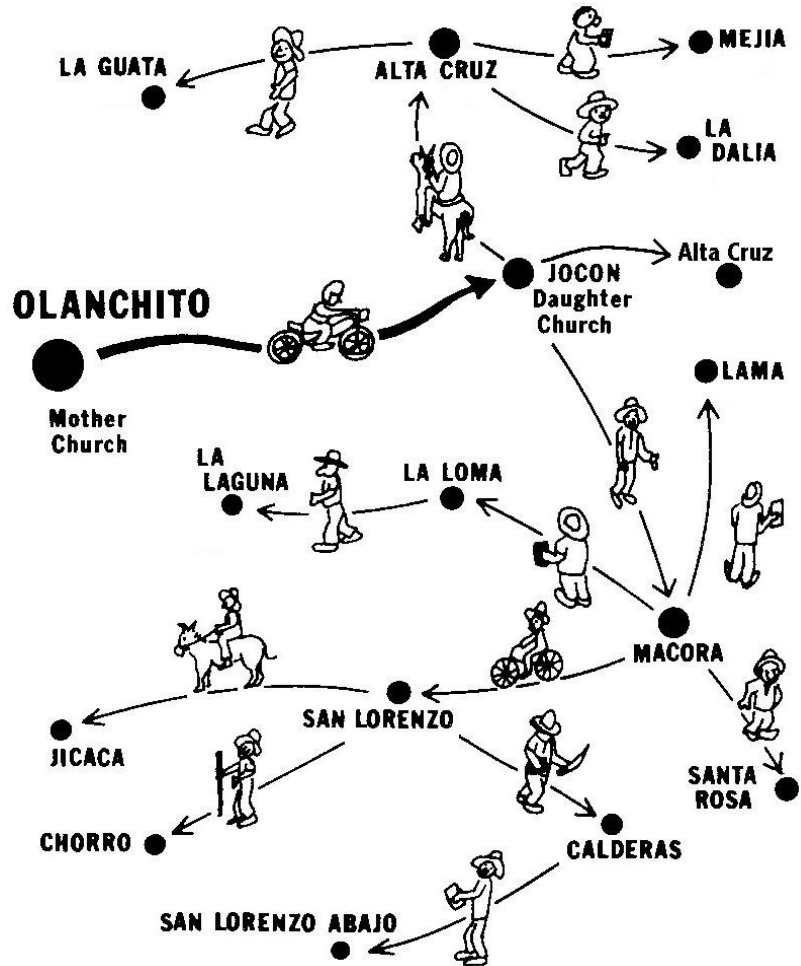 LA GUATA
ALTA CRUZ
MEJIA
LA
DALIA
Alta Cruz
JOCON
Daughter
Church
OLANCHITO
Mother
Church
LAMA
LA
LAGUNA
LA LOMA
MACORA
SAN LORENZO
JICACA
SANTA
ROSA
CHORRO
CALDERAS
SAN LORENZO ABAJO